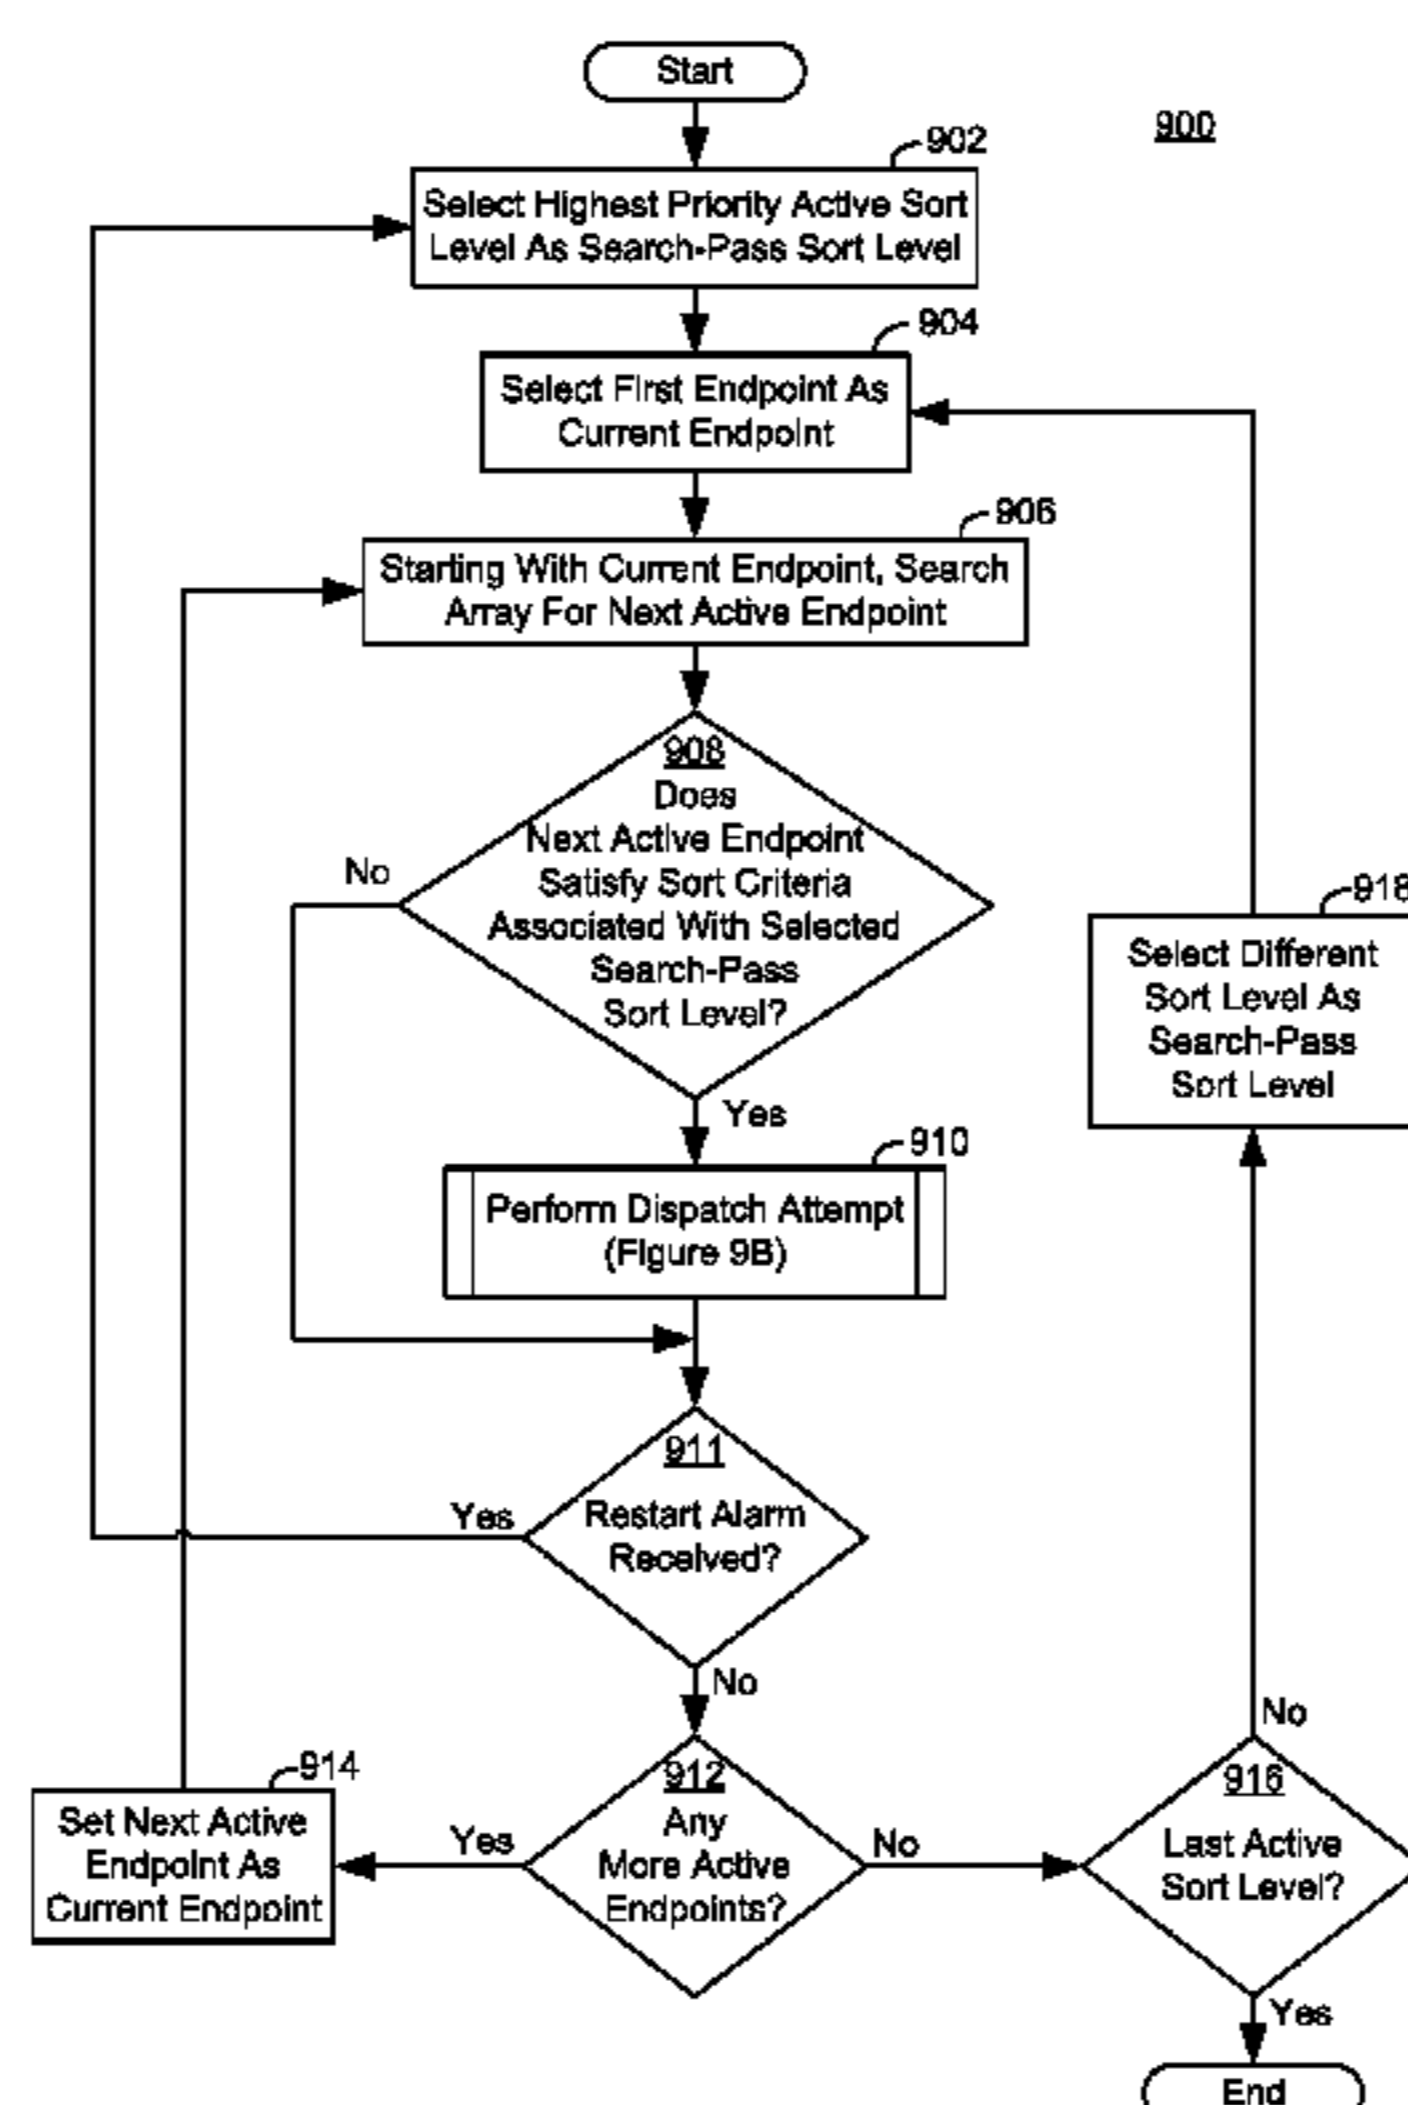 Start
900
902
Select Highest Priority Active Sort
Level As Search-Pass Sort Level
904
Select First Endpoint As
Current Endpoint
906
Starting With Current Endpoint, Search
Array For Next Active Endpoint
908
Does
Next Active Endpoint
Satisfy Sort Criteria
Associated With Selected
Search-Pass
Sort Level?
No
Yes
918
Select Different
Sort Level As
Search-Pass
Sort Level
910
Perform Dispatch Attempt
(Figure 9B)
911
Restart Alarm
Received?
Yes
No
912
Any
More Active
Endpoints?
Yes
No
914
Set Next Active
Endpoint As
Current Endpoint
No
916
Last Active
Sort Level?
Yes
End